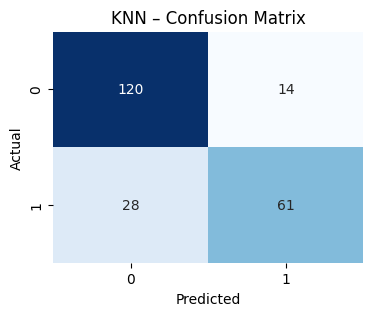 KNN – Confusion Matrix
Actual
0
120
14
1
28
61
0
1
Predicted